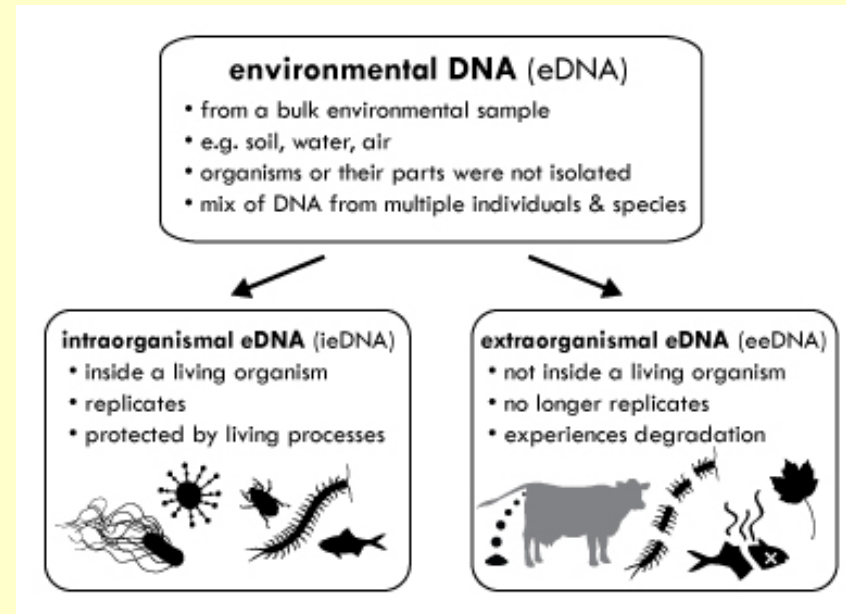 environmental DNA (eDNA)
• from a bulk environmental sample
• e.g. soil, water, air
• organisms or their parts were not isolated
• mix of DNA from multiple individuals & species
intraorganismal eDNA (ieDNA)
• inside a living organism
• replicates
• protected by living processes
extraorganismal eDNA (eeDNA)
• not inside a living organism
• no longer replicates
• experiences degradation